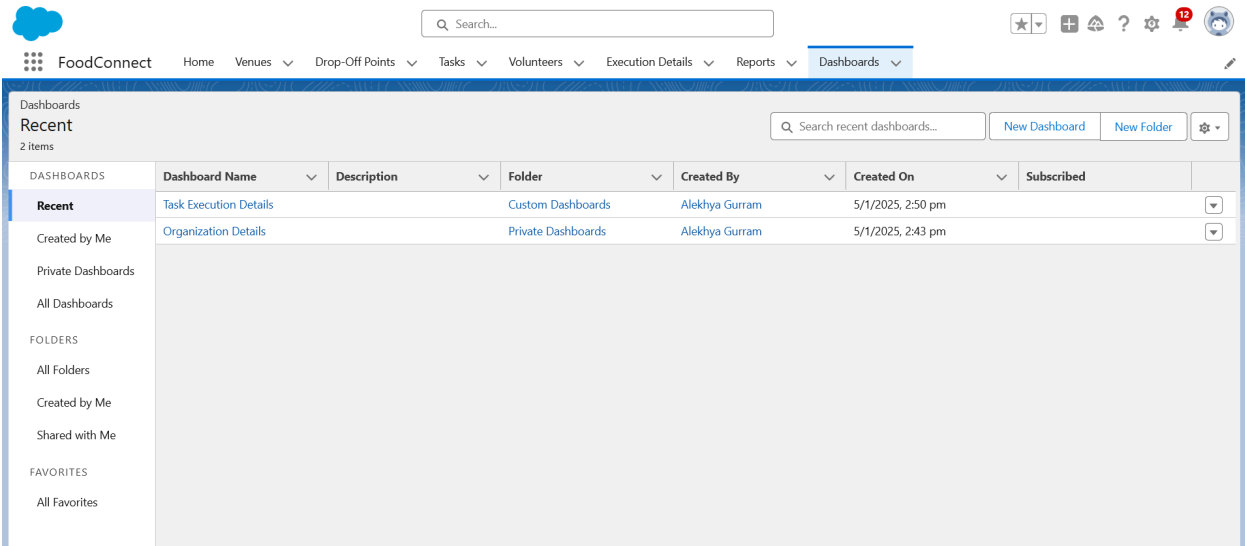 Search...
12
FoodConnect Home Venues Drop-Off Points Tasks Volunteers Execution Details Reports Dashboards
Dashboards
Recent
2 items
Search recent dashboards...
New Dashboard
New Folder
DASHBOARDS
Recent
Created by Me
Private Dashboards
All Dashboards
FOLDERS
All Folders
Created by Me
Shared with Me
FAVORITES
All Favorites
Dashboard Name Description Folder Created By Created On Subscribed
Task Execution Details Custom Dashboards Alekhya Gurram 5/1/2025, 2:50 pm
Organization Details Private Dashboards Alekhya Gurram 5/1/2025, 2:43 pm